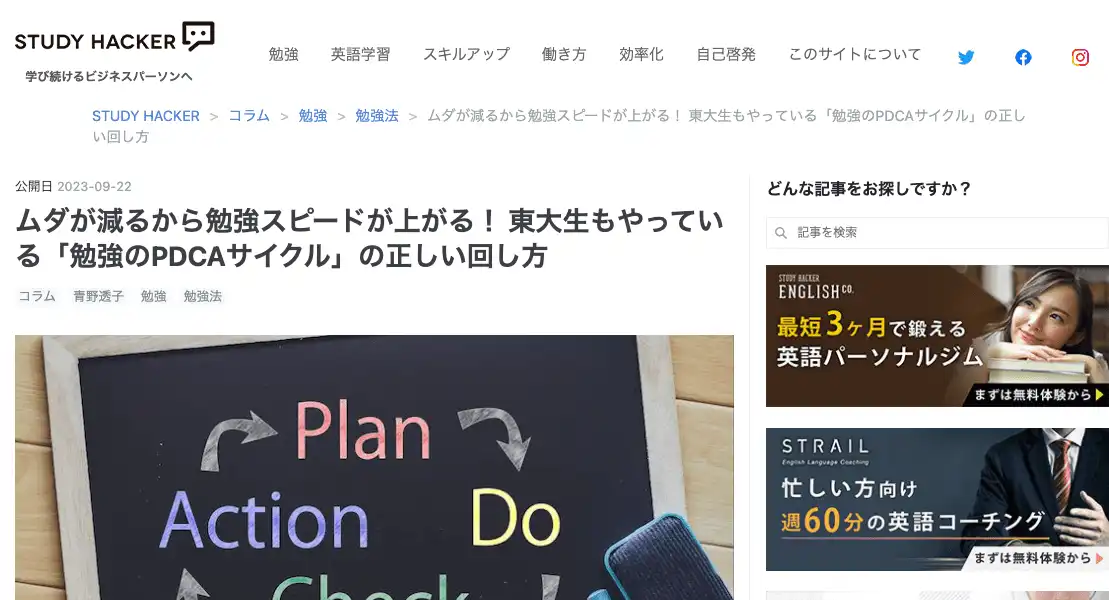 STUDY HACKER
学び続けるビジネスパーソンへ
勉強 英語学習 スキルアップ 働き方 効率化 自己啓発 このサイトについて
STUDY HACKER > コラム > 勉強 > 勉強法 > ムダが減るから勉強スピードが上がる！ 東大生もやっている「勉強のPDCAサイクル」の正し
い回し方
公開日 2023-09-22
ムダが減るから勉強スピードが上がる！ 東大生もやってい
る「勉強のPDCAサイクル」の正しい回し方
コラム 青野透子 勉強 勉強法
Plan
Action Do
Check
どんな記事をお探しですか？
記事を検索
STUDY HACKER
ENGLISH CO.
最短3ヶ月で鍛える
英語パーソナルジム
まずは無料体験から
STRAIL
English Language Coaching
忙しい方向け
週60分の英語コーチング
まずは無料体験から